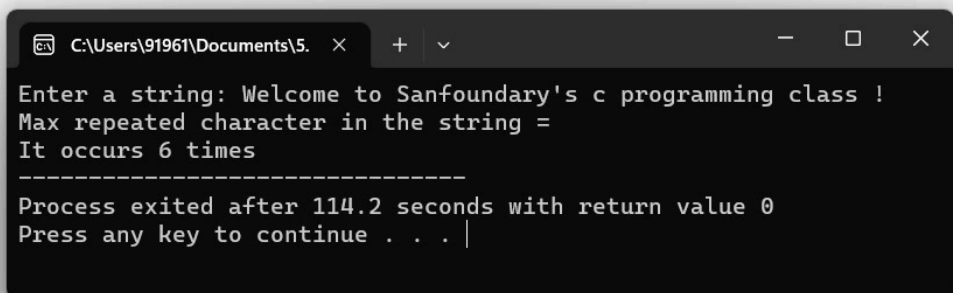 C:\Users\91961\Documents\5.
Enter a string: Welcome to Sanfoundary's c programming class !
Max repeated character in the string =
It occurs 6 times
--------------------------------
Process exited after 114.2 seconds with return value 0
Press any key to continue . . .